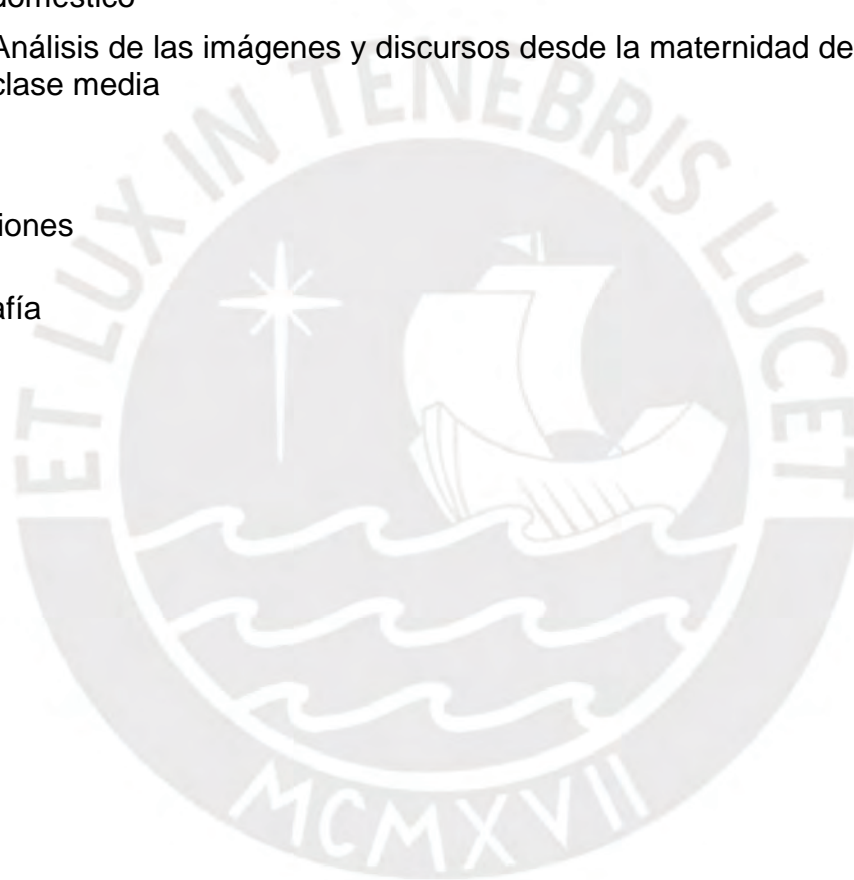 doméstico
Análisis de las imágenes y discursos desde la maternidad de
clase media
iones
afía
ET LUX IN TENEBRIS LUCET
MCMXVII